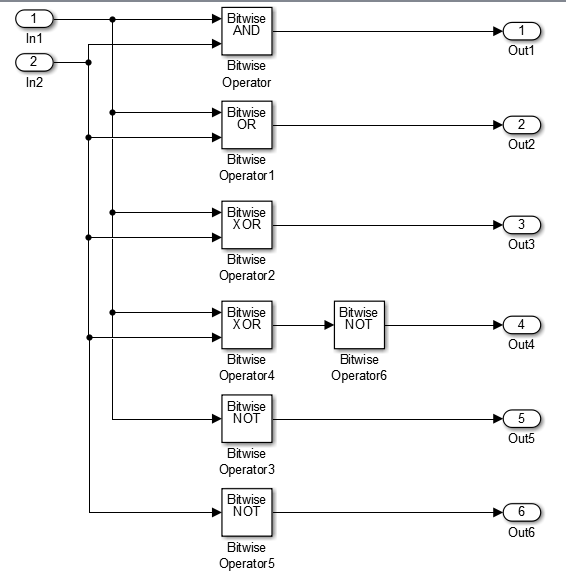 1
In1
2
In2
Bitwise
AND
Bitwise
Operator
1
Out1
Bitwise
OR
Bitwise
Operator1
2
Out2
Bitwise
XOR
Bitwise
Operator2
3
Out3
Bitwise
XOR
Bitwise
Operator4
Bitwise
NOT
Bitwise
Operator6
4
Out4
Bitwise
NOT
Bitwise
Operator3
5
Out5
Bitwise
NOT
Bitwise
Operator5
6
Out6